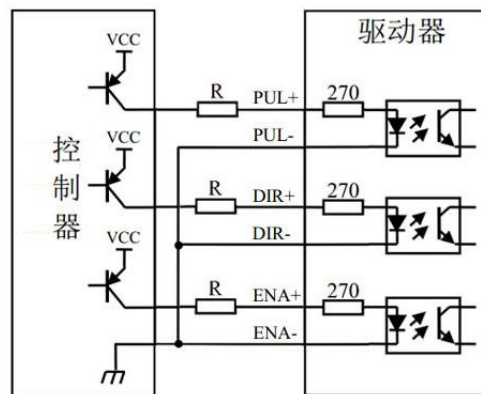 驱动器
VCC
R
PUL+
270
PUL-
控制器
VCC
R
DIR+
270
DIR-
VCC
R
ENA+
270
ENA-